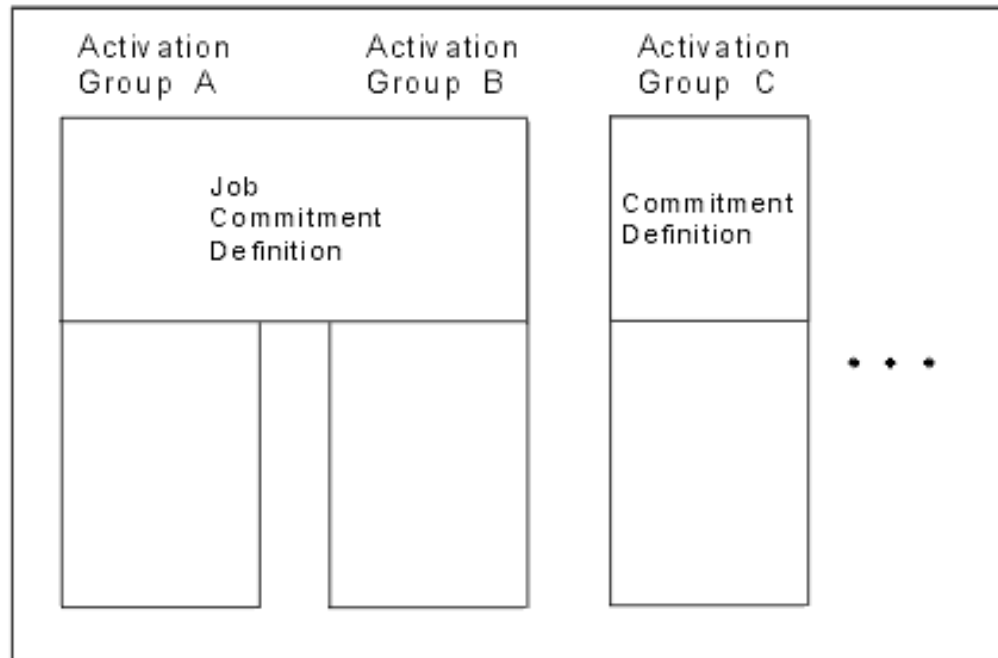 Activation
Group A
Activation
Group B
Activation
Group C
Job
Commitment
Definition
Commitment
Definition